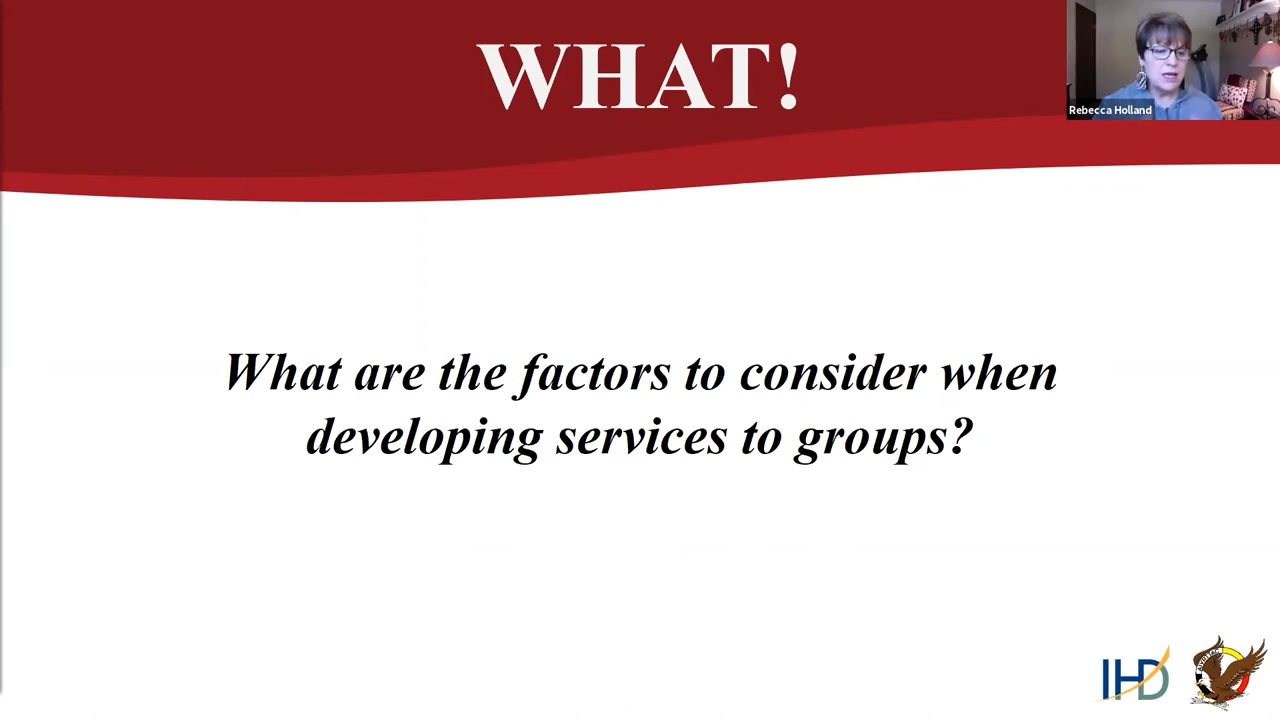 WHAT!
Rebecca Holland
What are the factors to consider when
developing services to groups?
IHD